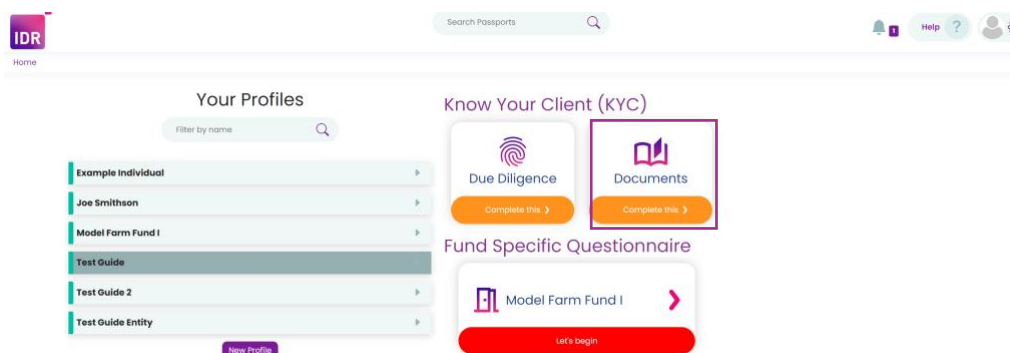 Search Passports
IDR
1
Help ?
Home
Your Profiles
Filter by name
Example Individual
Joe Smithson
Model Farm Fund I
Test Guide
Test Guide 2
Test Guide Entity
New Profile
Know Your Client (KYC)
Due Diligence
Complete this
Documents
Complete this
Fund Specific Questionnaire
Model Farm Fund I
Let's begin